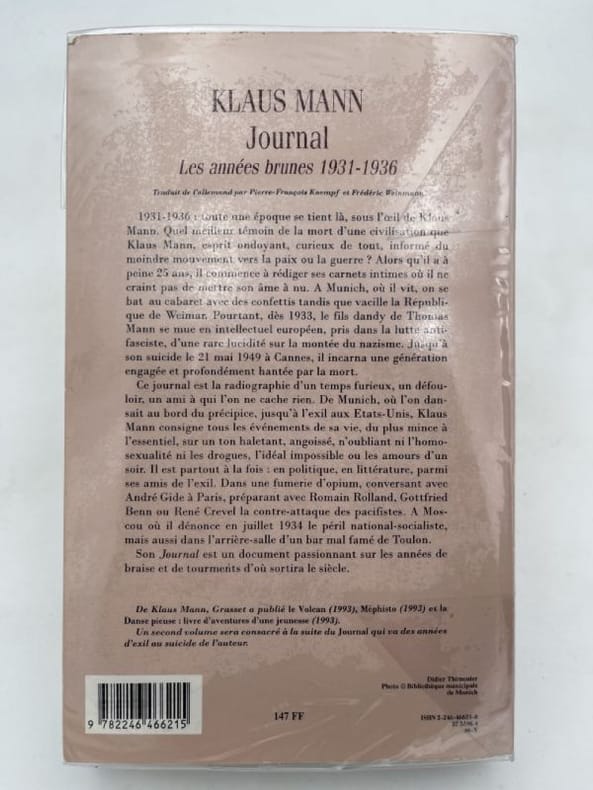 KLAUS MANN
Journal
Les années brunes 1931-1936
Traduit de l'allemand par Pierre-François Kaempf et Frédéric Weinmann
1931-1936 : toute une époque se tient là, sous l'œil de Klaus
Mann. Quel meilleur témoin de la mort d'une civilisation que
Klaus Mann, esprit ondoyant, curieux de tout, informé du
moindre mouvement vers la paix ou la guerre ? Alors qu'il a à
peine 25 ans, il commence à rédiger ses carnets intimes où il ne
craint pas de mettre son âme à nu. A Munich, où il vit, on se
bat au cabaret avec des confettis tandis que vacille la Républi-
que de Weimar. Pourtant, dès 1933, le fils dandy de Thomas
Mann se mue en intellectuel européen, pris dans la lutte anti-
fasciste, d'une rare lucidité sur la montée du nazisme. Jusqu'à
son suicide le 21 mai 1949 à Cannes, il incarna une génération
engagée et profondément hantée par la mort.
Ce journal est la radiographie d'un temps furieux, un défou-
loir, un ami à qui l'on ne cache rien. De Munich, où l'on dan-
sait au bord du précipice, jusqu'à l'exil aux Etats-Unis, Klaus
Mann consigne tous les événements de sa vie, du plus mince à
l'essentiel, sur un ton haletant, angoissé, n'oubliant ni l'homo-
sexualité ni les drogues, l'idéal impossible ou les amours d'un
soir. Il est partout à la fois : en politique, en littérature, parmi
ses amis de l'exil. Dans une fumerie d'opium, conversant avec
André Gide à Paris, préparant avec Romain Rolland, Gottfried
Benn ou René Crevel la contre-attaque des pacifistes. A Mos-
cou où il dénonce en juillet 1934 le péril national-socialiste,
mais aussi dans l'arrière-salle d'un bar mal famé de Toulon.
Son Journal est un document passionnant sur les années de
braise et de tourments d'où sortira le siècle.
De Klaus Mann, Grasset a publié le Volcan (1993), Méphisto (1993) et la
Danse pieuse : livre d'aventures d'une jeunesse (1993).
Un second volume sera consacré à la suite du Journal qui va des années
d'exil au suicide de l'auteur.
Didier Thimonier
Photo © Bibliothèque municipale
de Munich
9 782246 466215
147 FF
ISBN 2-246-46621-8